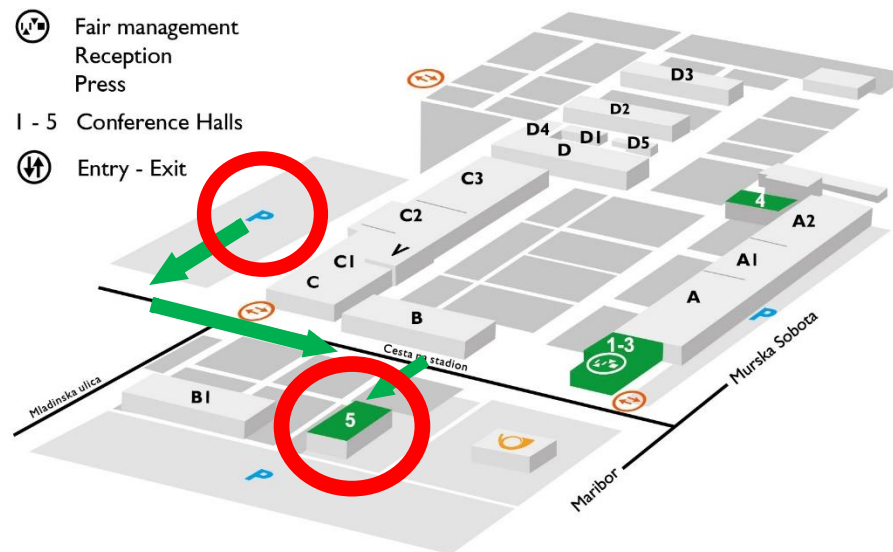 Fair management
Reception
Press
1 - 5 Conference Halls
Entry - Exit
D3
D2
D4
D1
D5
D
C3
C2
V
C1
C
P
4
A2
A1
A
P
B
1-3
Murska Sobota
Cesta na stadion
Mladinska ulica
B1
5
P
Maribor